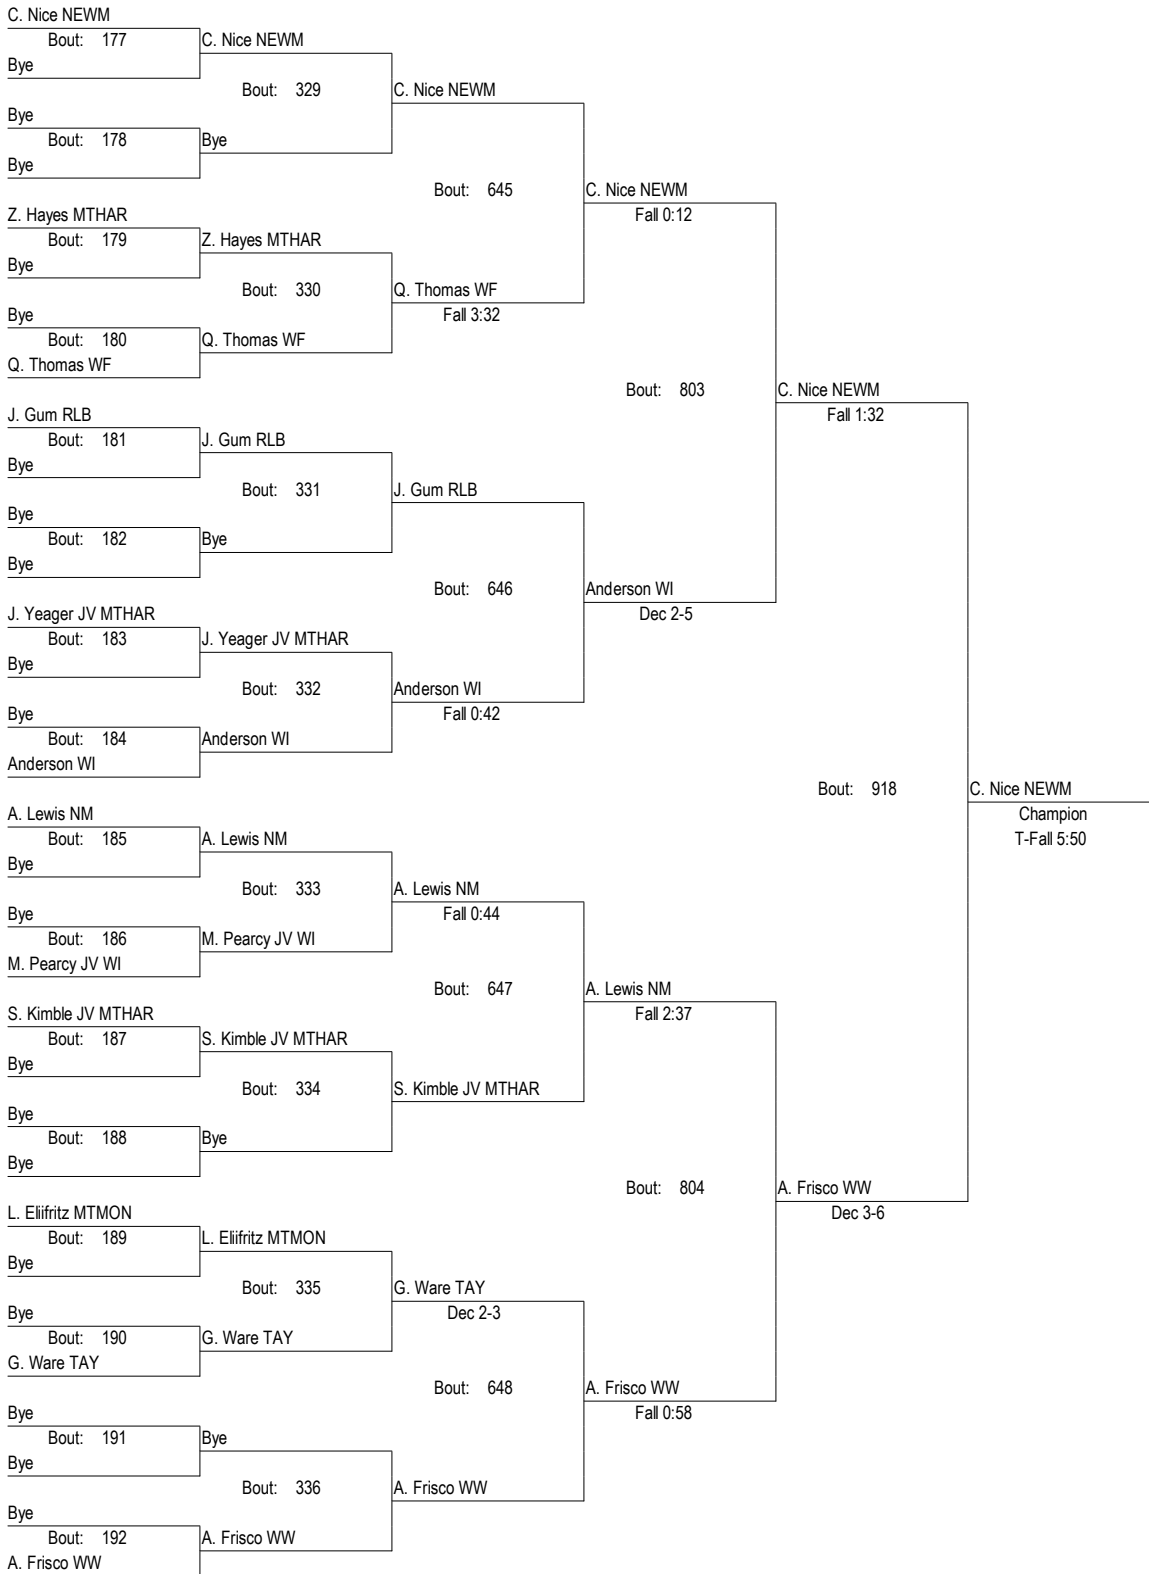 C. Nice NEWM
Bout: 177
C. Nice NEWM
Bye
Bout: 329
C. Nice NEWM
Bye
Bout: 178
Bye
Bye
Bout: 645
C. Nice NEWM
Fall 0:12
Z. Hayes MTHAR
Bout: 179
Z. Hayes MTHAR
Bye
Bout: 330
Q. Thomas WF
Fall 3:32
Bye
Bout: 180
Q. Thomas WF
Q. Thomas WF
Bout: 803
C. Nice NEWM
Fall 1:32
J. Gum RLB
Bout: 181
J. Gum RLB
Bye
Bout: 331
J. Gum RLB
Bye
Bout: 182
Bye
Bye
Bout: 646
Anderson WI
Dec 2-5
J. Yeager JV MTHAR
Bout: 183
J. Yeager JV MTHAR
Bye
Bout: 332
Anderson WI
Fall 0:42
Bye
Bout: 184
Anderson WI
Anderson WI
Bout: 918
C. Nice NEWM
Champion
T-Fall 5:50
A. Lewis NM
Bout: 185
A. Lewis NM
Bye
Bout: 333
A. Lewis NM
Fall 0:44
Bye
Bout: 186
M. Pearcy JV WI
M. Pearcy JV WI
Bout: 647
A. Lewis NM
Fall 2:37
S. Kimble JV MTHAR
Bout: 187
S. Kimble JV MTHAR
Bye
Bout: 334
S. Kimble JV MTHAR
Bye
Bout: 188
Bye
Bye
Bout: 804
A. Frisco WW
Dec 3-6
L. Eliifritz MTMON
Bout: 189
L. Eliifritz MTMON
Bye
Bout: 335
G. Ware TAY
Dec 2-3
Bye
Bout: 190
G. Ware TAY
G. Ware TAY
Bout: 648
A. Frisco WW
Fall 0:58
Bye
Bout: 191
Bye
Bye
Bout: 336
A. Frisco WW
Bye
Bout: 192
A. Frisco WW
A. Frisco WW